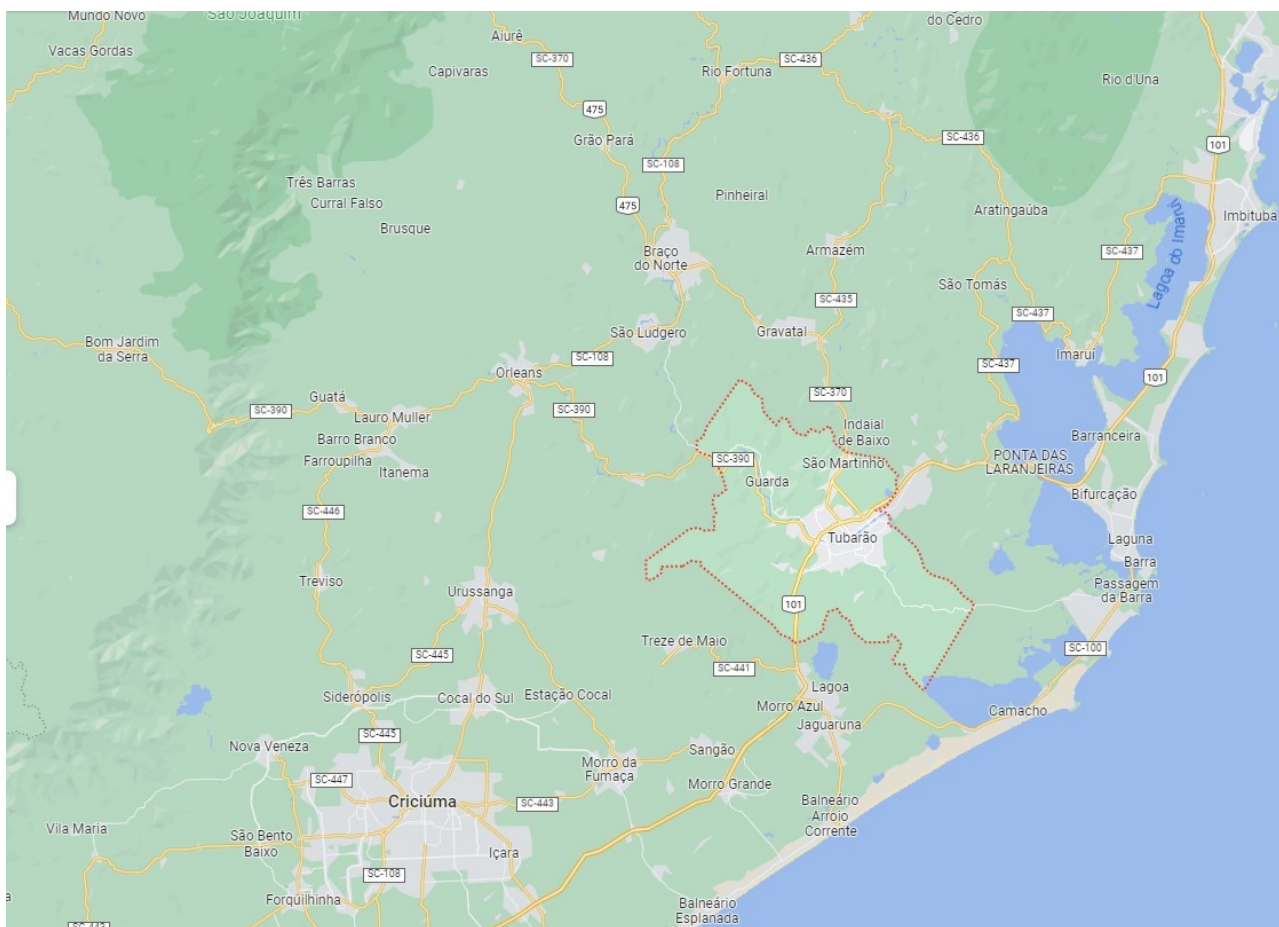 Mundo Novo
São Joaquim
do Cedro
Vacas Gordas
Aiurê
SC-370
Capivaras
Rio Fortuna
SC-436
Rio d'Una
475
Grão Pará
SC-436
101
SC-108
Três Barras
Curral Falso
Pinheiral
475
Aratingaúba
Imbituba
Brusque
Braço
do Norte
Armazém
SC-437
Lagoa do Imaruí
São Tomás
SC-435
SC-437
São Ludgero
Gravatal
Bom Jardim
da Serra
SC-108
Imaruí
Orleans
SC-437
101
Guatá
SC-370
SC-390
Lauro Muller
SC-390
Indaial
de Baixo
Barro Branco
Barranceira
Farroupilha
SC-390
São Martinho
PONTA DAS
LARANJEIRAS
Itanema
Guarda
Bifurcação
SC-446
Tubarão
Laguna
Barra
Treviso
Passagem
da Barra
Urussanga
101
Treze de Maio
SC-100
SC-445
SC-441
Siderópolis
Cocal do Sul
Estação Cocal
Lagoa
Morro Azul
Camacho
Jaguaruna
SC-445
Nova Veneza
Sangão
Morro da
Fumaça
SC-447
Morro Grande
Criciúma
SC-443
Balneário
Arroio
Corrente
Vila Maria
São Bento
Baixo
Içara
SC-108
Forquilhinha
Balneário
Esplanada
SC-443